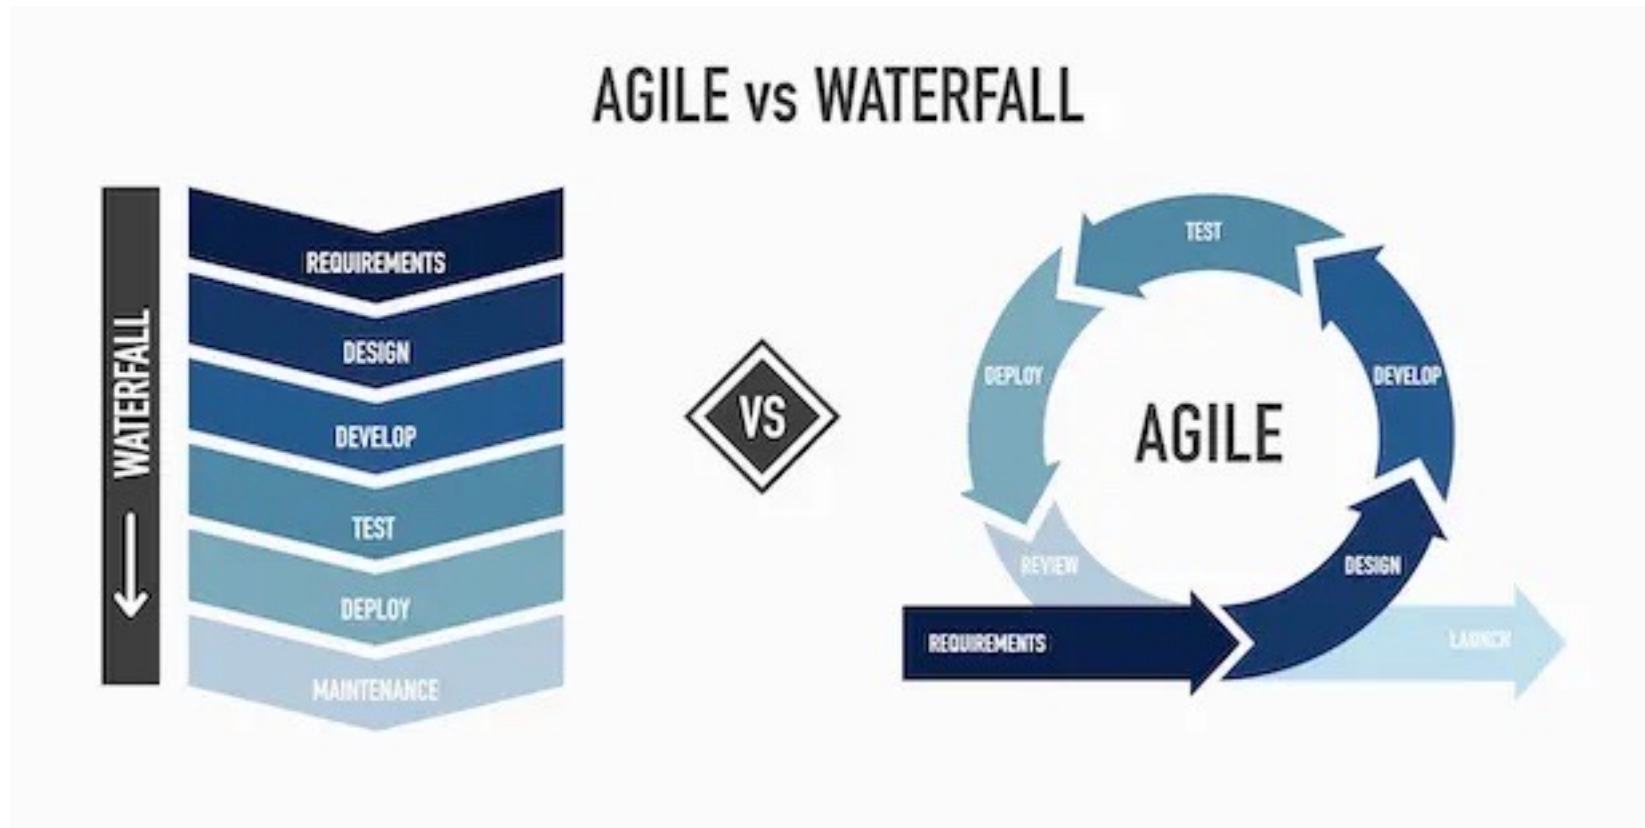 AGILE vs WATERFALL
WATERFALL
REQUIREMENTS
DESIGN
DEVELOP
TEST
DEPLOY
MAINTENANCE
VS
TEST
DEPLOY
DEVELOP
AGILE
REVIEW
DESIGN
REQUIREMENTS
LAUNCH